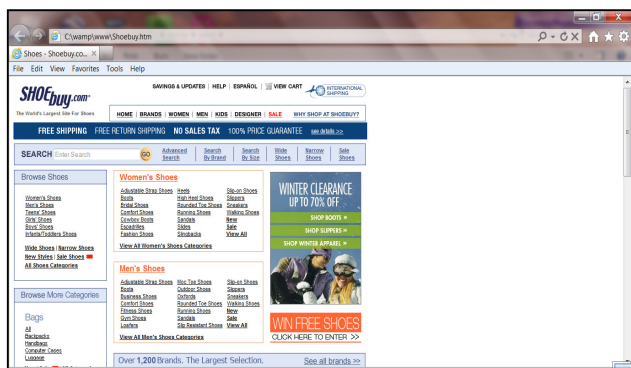 C:\wamp\www\Shoebuy.htm
Shoes - Shoebuy.co...
File Edit View Favorites Tools Help
SHOEbuy.com
The World's Largest Site For Shoes
SAVINGS & UPDATES | HELP | ESPAÑOL | VIEW CART
INTERNATIONAL SHIPPING
HOME | BRANDS | WOMEN | MEN | KIDS | DESIGNER | SALE WHY SHOP AT SHOEBUY?
FREE SHIPPING FREE RETURN SHIPPING NO SALES TAX 100% PRICE GUARANTEE see details >>
SEARCH Enter Search GO
Advanced Search
Search By Brand
Search By Size
Wide Shoes
Narrow Shoes
Sale Shoes
Browse Shoes
Women's Shoes
Men's Shoes
Teens' Shoes
Girls' Shoes
Boys' Shoes
Infants/Toddlers Shoes
Wide Shoes | Narrow Shoes
New Styles | Sale Shoes
All Shoes Categories
Browse More Categories
Bags
All
Backpacks
Handbags
Computer Cases
Luggage
Women's Shoes
Adjustable Strap Shoes Heels Slip-on Shoes
Boots High Heel Shoes Slippers
Bridal Shoes Rounded Toe Shoes Sneakers
Comfort Shoes Running Shoes Walking Shoes
Cowboy Boots Sandals New
Espadrilles Slides Sale
Fashion Shoes Slingbacks View All
View All Women's Shoes Categories
Men's Shoes
Adjustable Strap Shoes Moc Toe Shoes Slip-on Shoes
Boots Outdoor Shoes Slippers
Business Shoes Oxfords Sneakers
Comfort Shoes Rounded Toe Shoes Walking Shoes
Fitness Shoes Running Shoes New
Gym Shoes Sandals Sale
Loafers Slip Resistant Shoes View All
View All Men's Shoes Categories
WINTER CLEARANCE
UP TO 70% OFF
SHOP BOOTS »
SHOP SLIPPERS »
SHOP WINTER APPAREL »
WIN FREE SHOES
CLICK HERE TO ENTER >>
Over 1,200 Brands. The Largest Selection. See all brands >>